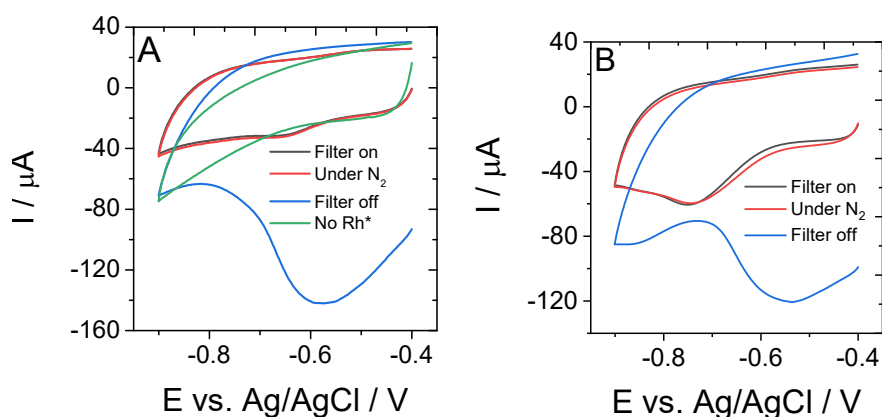 A
40
0
-40
-80
-120
-160
I / μA
Filter on
Under N₂
Filter off
No Rh*
-0.8
-0.6
-0.4
E vs. Ag/AgCl / V
B
40
0
-40
-80
-120
I / μA
Filter on
Under N₂
Filter off
-0.8
-0.6
-0.4
E vs. Ag/AgCl / V